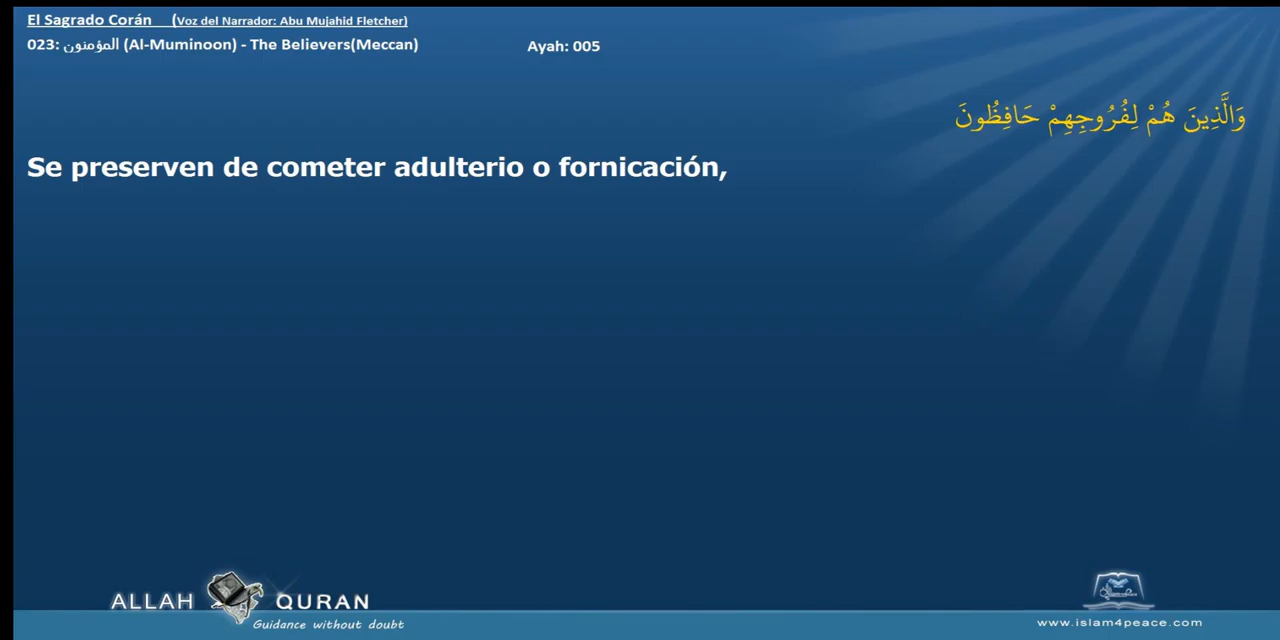 El Sagrado Corán (Voz del Narrador: Abu Mujahid Fletcher)
023: المؤمنون (Al-Muminoon) - The Believers(Meccan) Ayah: 005
وَالَّذِينَ هُمْ لِفُرُوجِهِمْ حَافِظُونَ
Se preserven de cometer adulterio o fornicación,
ALLAH QURAN
Guidance without doubt
www.islam4peace.com